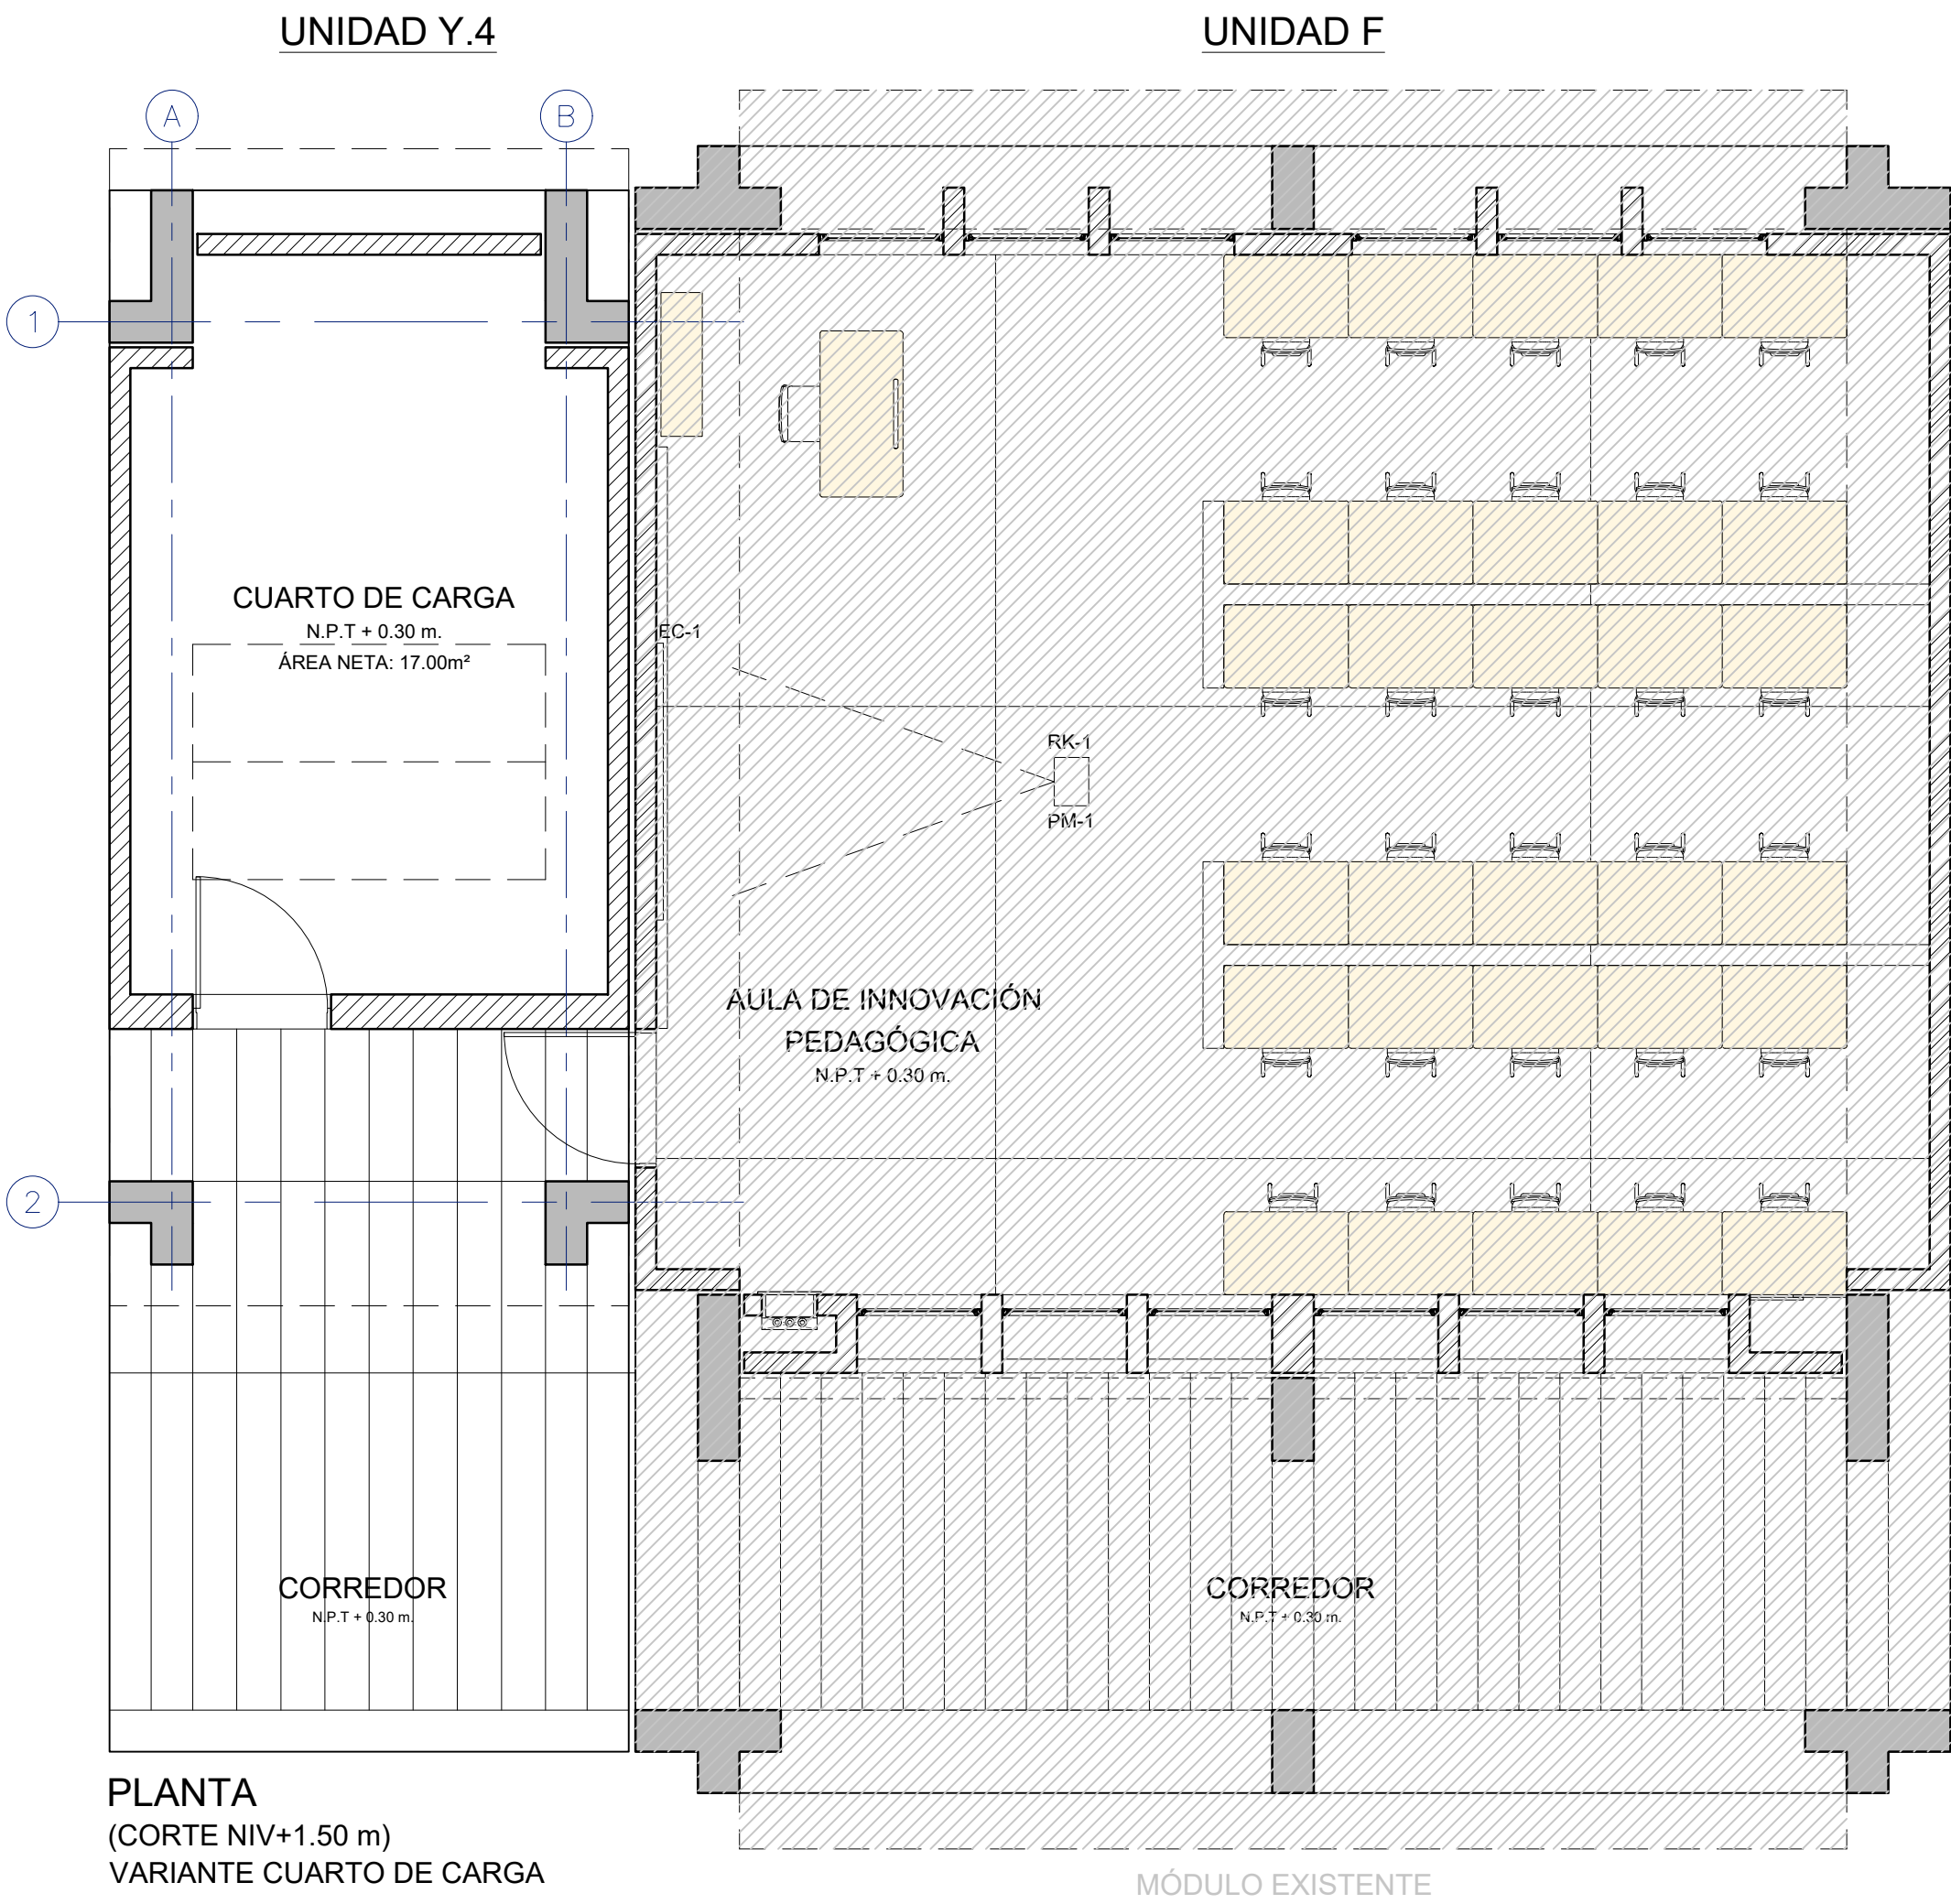 UNIDAD Y.4
UNIDAD F
A
B
1
CUARTO DE CARGA
N.P.T + 0.30 m.
ÁREA NETA: 17.00m²
EC-1
RK-1
PM-1
AULA DE INNOVACIÓN
PEDAGÓGICA
N.P.T + 0.30 m.
2
CORREDOR
N.P.T + 0.30 m.
CORREDOR
N.P.T + 0.30 m.
PLANTA
(CORTE NIV+1.50 m)
VARIANTE CUARTO DE CARGA
MÓDULO EXISTENTE